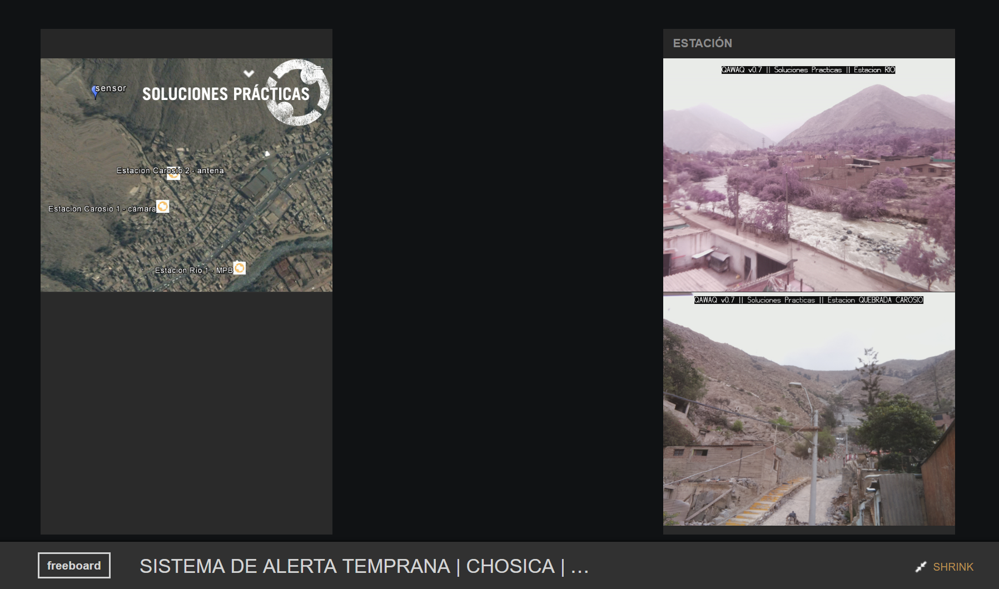 sensor
SOLUCIONES PRÁCTICAS
Estacion Carosio 2 - antena
Estacion Carosio 1 - cámara
Estacion Río 1 - MPB
ESTACIÓN
QAWAQ v0.7 || Soluciones Practicas || Estacion RIO
QAWAQ v0.7 || Soluciones Practicas || Estacion QUEBRADA CAROSIO
freeboard
SISTEMA DE ALERTA TEMPRANA | CHOSICA | ...
SHRINK